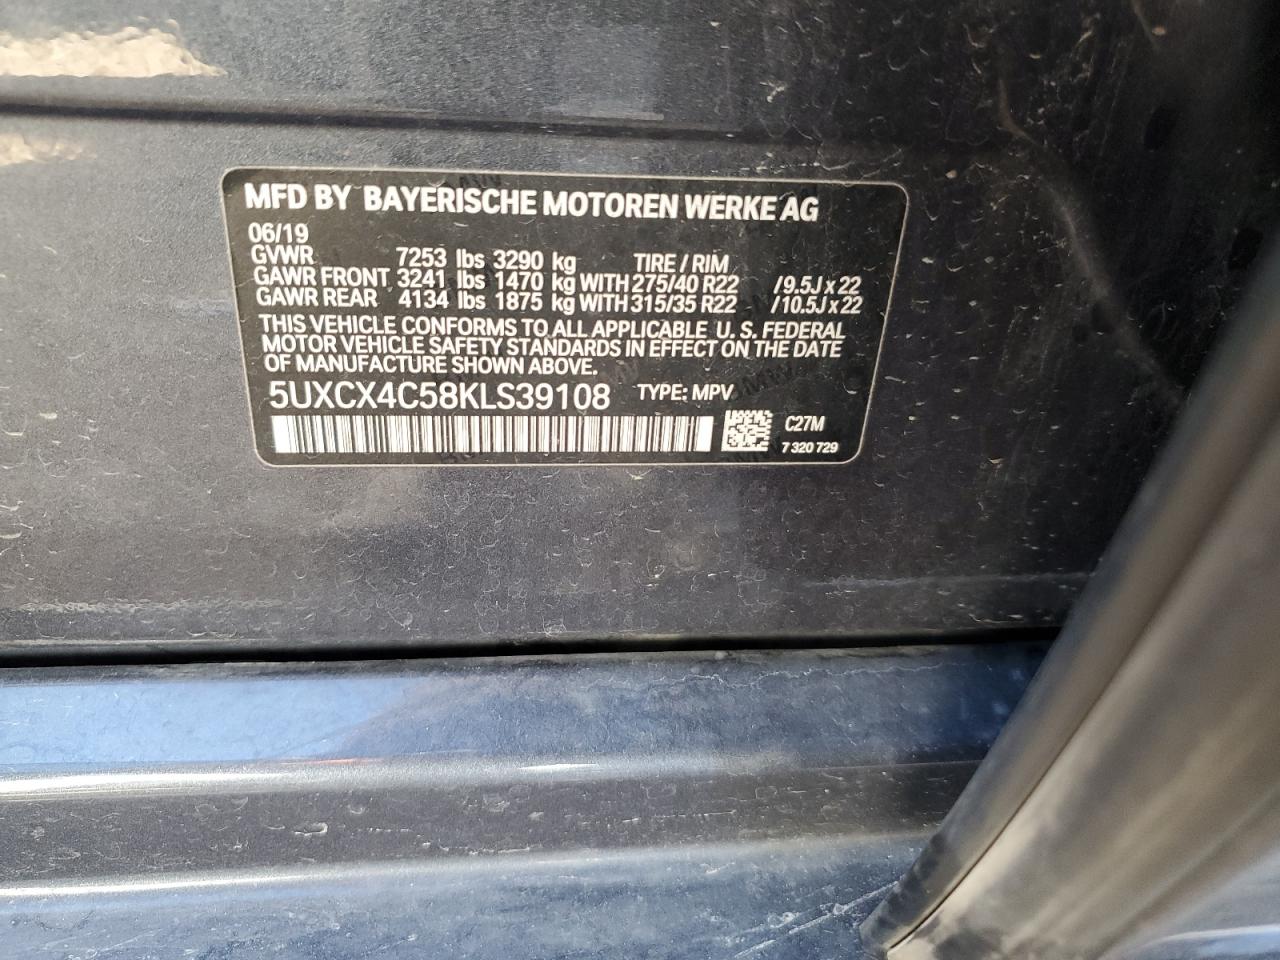 MFD BY BAYERISCHE MOTOREN WERKE AG
06/19
GVWR 7253 lbs 3290 kg TIRE / RIM
GAWR FRONT 3241 lbs 1470 kg WITH 275/40 R22 /9.5J x 22
GAWR REAR 4134 lbs 1875 kg WITH 315/35 R22 /10.5J x 22
THIS VEHICLE CONFORMS TO ALL APPLICABLE U. S. FEDERAL
MOTOR VEHICLE SAFETY STANDARDS IN EFFECT ON THE DATE
OF MANUFACTURE SHOWN ABOVE.
5UXCX4C58KLS39108 TYPE: MPV
C27M
7 320 729